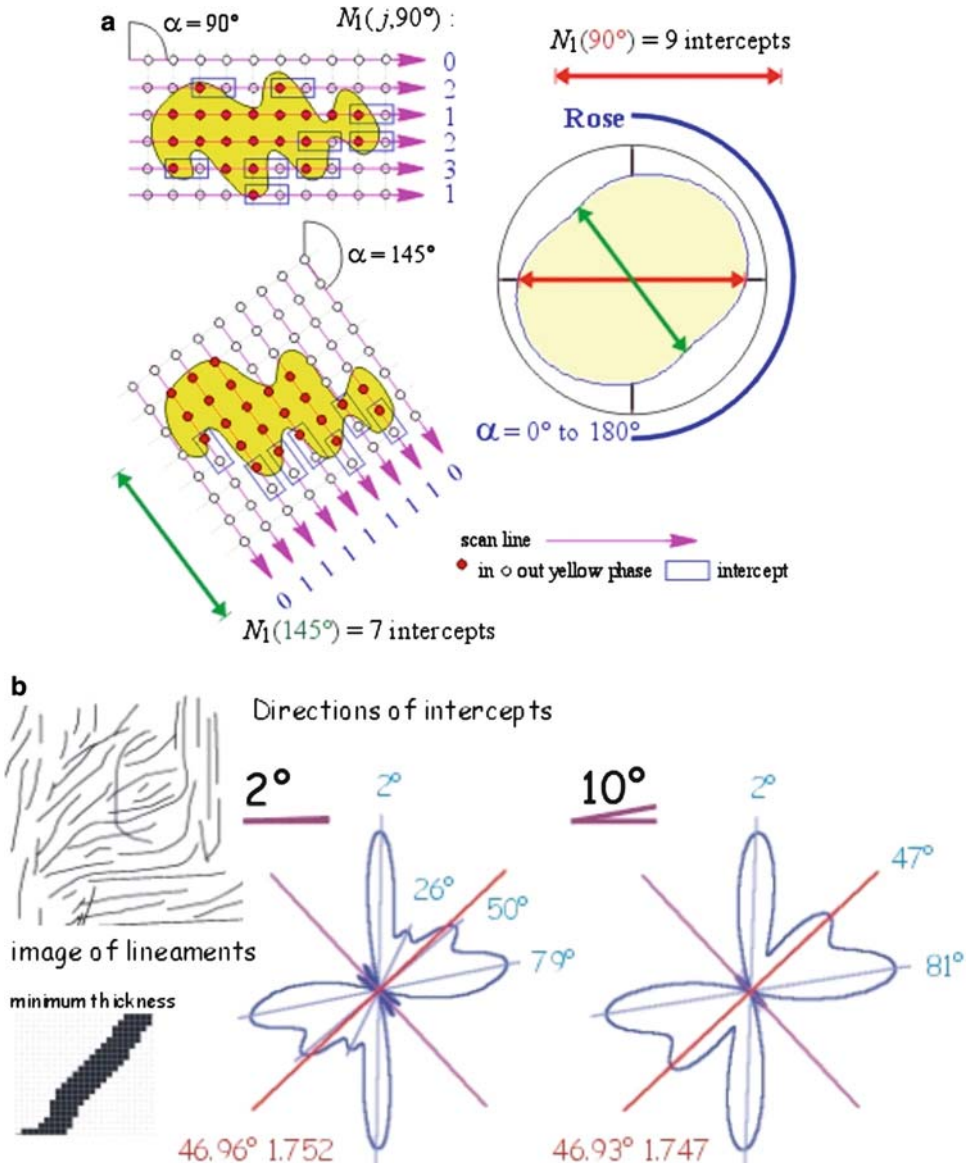 a
α = 90°
N₁(j,90°) :
0
2
1
2
3
1
N₁(90°) = 9 intercepts
Rose
α = 0° to 180°
α = 145°
0 1 1 1 1 1 1 1 0
N₁(145°) = 7 intercepts
scan line
in out yellow phase intercept
b
Directions of intercepts
image of lineaments
minimum thickness
2°
2°
26°
50°
79°
46.96° 1.752
10°
2°
47°
81°
46.93° 1.747